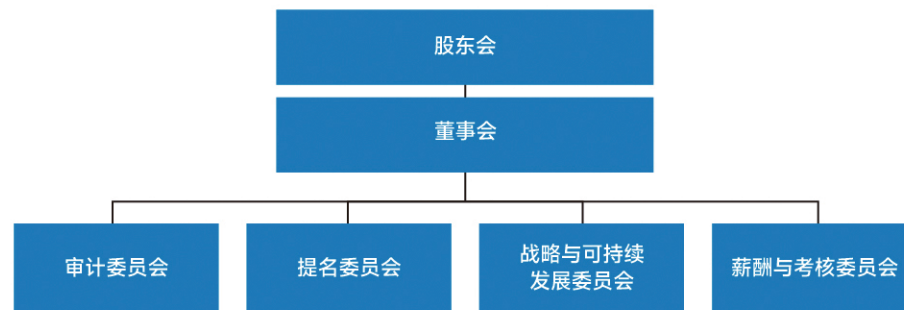 股东会
董事会
审计委员会
提名委员会
战略与可持续
发展委员会
薪酬与考核委员会